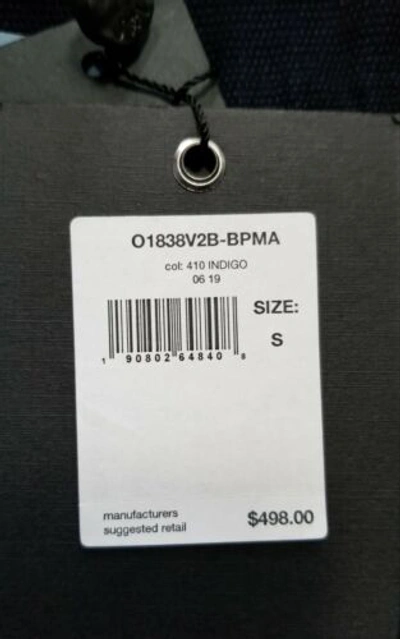 O1838V2B-BPMA
col: 410 INDIGO
06 19
SIZE:
S
1 90802 64840 8
manufacturers
suggested retail
$498.00